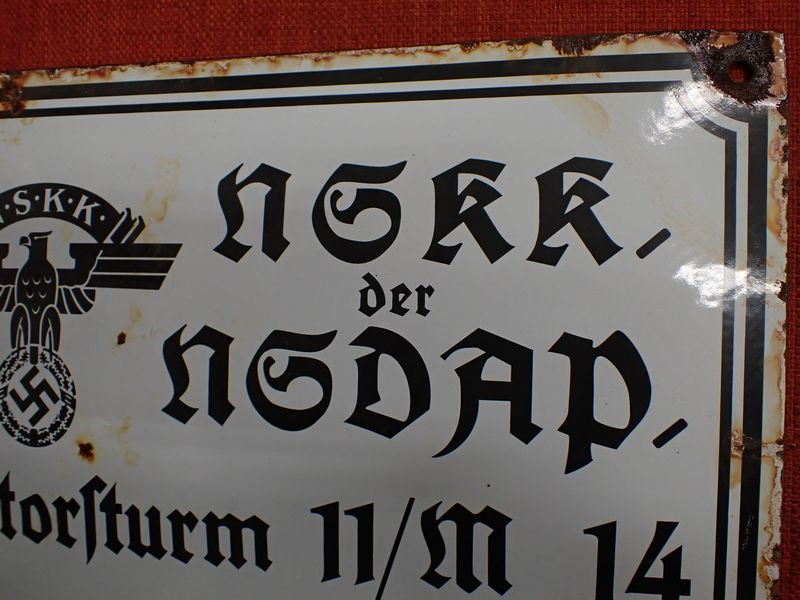 N.S.K.K.
NSKK.
der
NSDAP.
torſturm 11/M 14